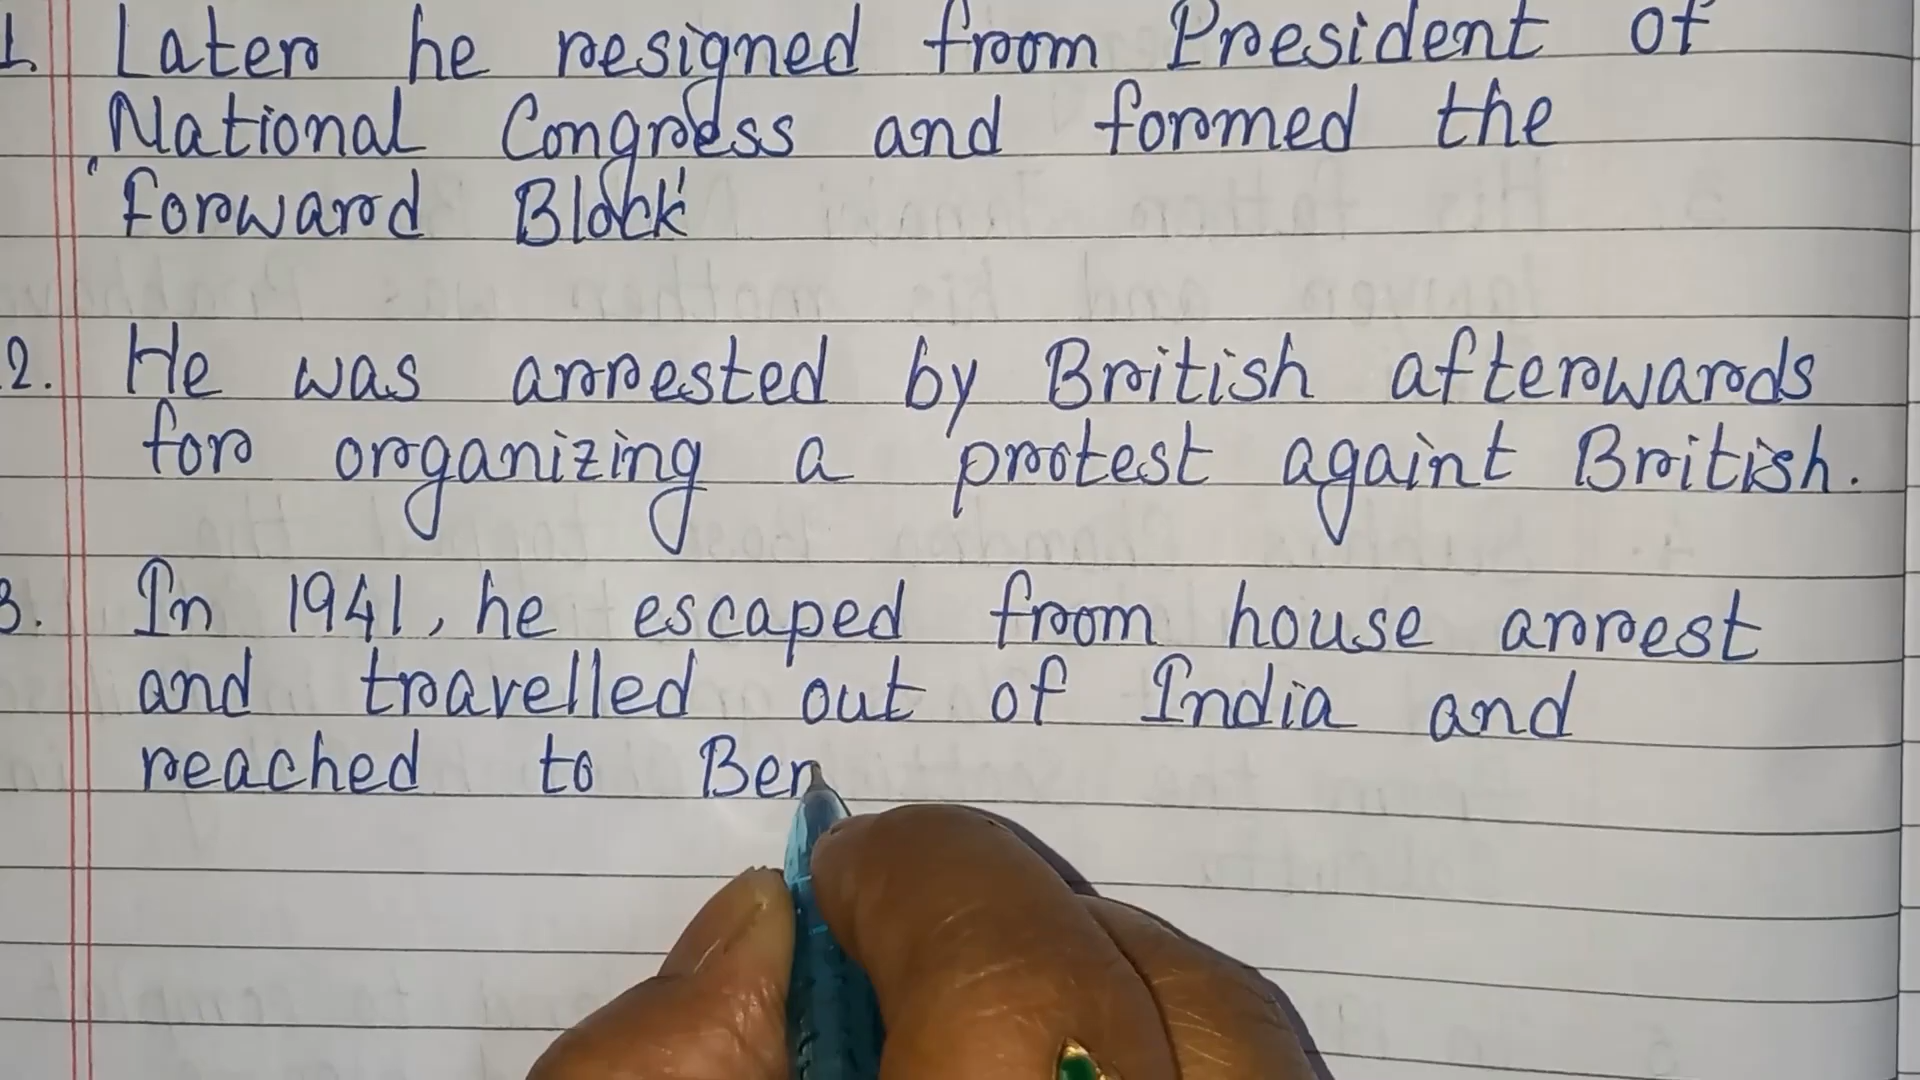 1. Later he resigned from President of
National Congress and formed the
"Forward Block'
2. He was arrested by British afterwards
for organizing a protest againt British.
3. In 1941, he escaped from house arrest
and travelled out of India and
reached to Ber